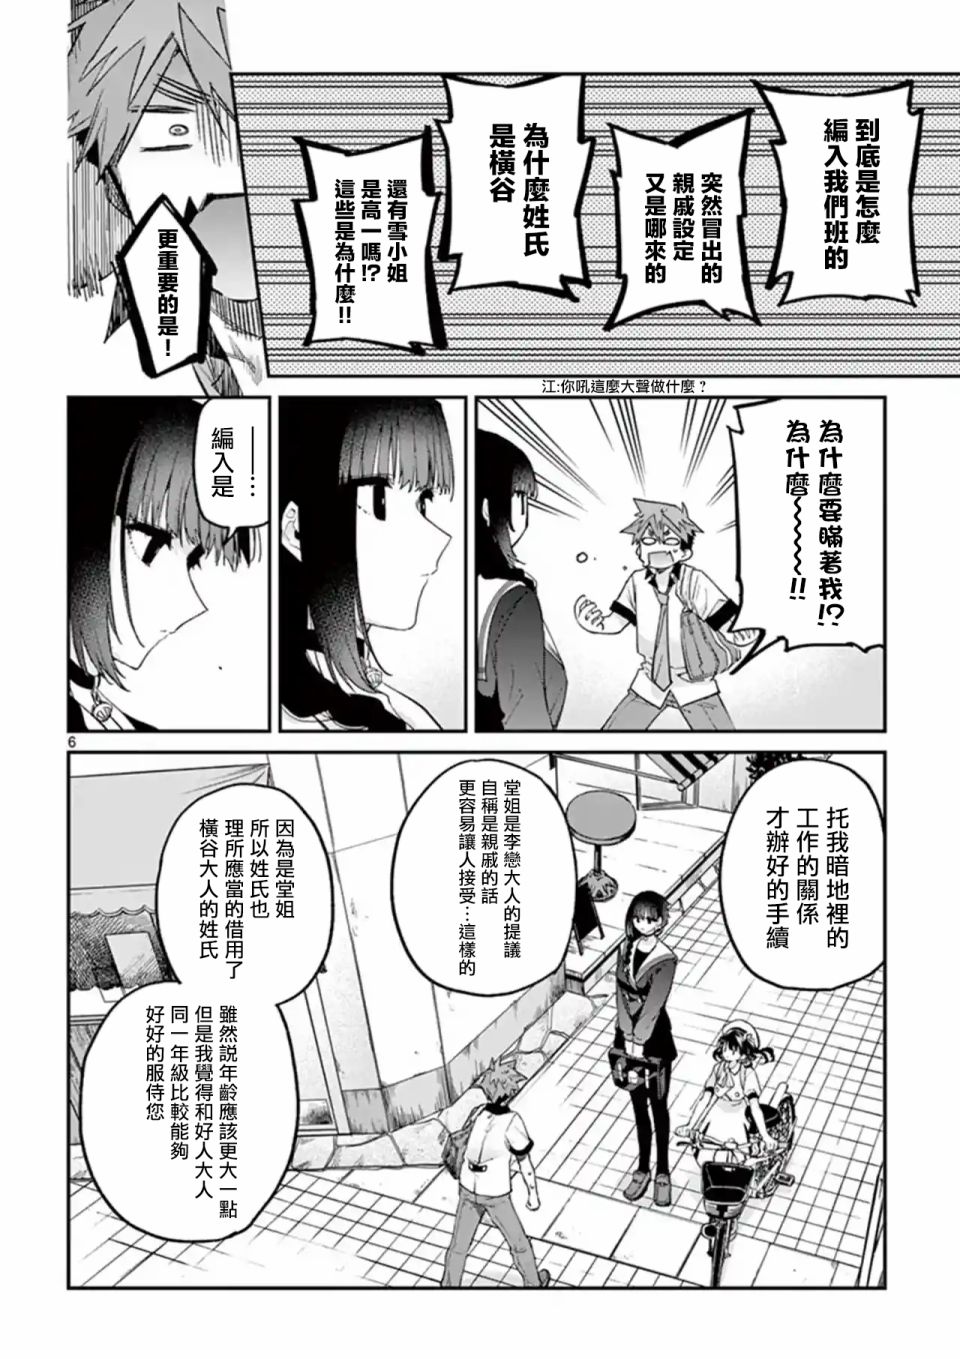 到底是怎麼
編入我們班的
突然冒出的
親戚設定
又是哪來的
為什麼姓氏
是橫谷
還有雪小姐
是高一嗎!?
這些是為什麼!!
更重要的是！
江:你吼這麼大聲做什麼？
為什麼要瞞著我!?
為什麼~~~~!!
——…
編入是
6
托我暗地裡的
工作的關係
才辦好的手續
堂姐是李戀大人的提議
自稱是親戚的話
更容易讓人接受…這樣的
因為是堂姐
所以姓氏也
理所應當的借用了
橫谷大人的姓氏
雖然説年齡應該更大一點
但是我覺得和好人大人
同一年級比較能夠
好好的服侍您